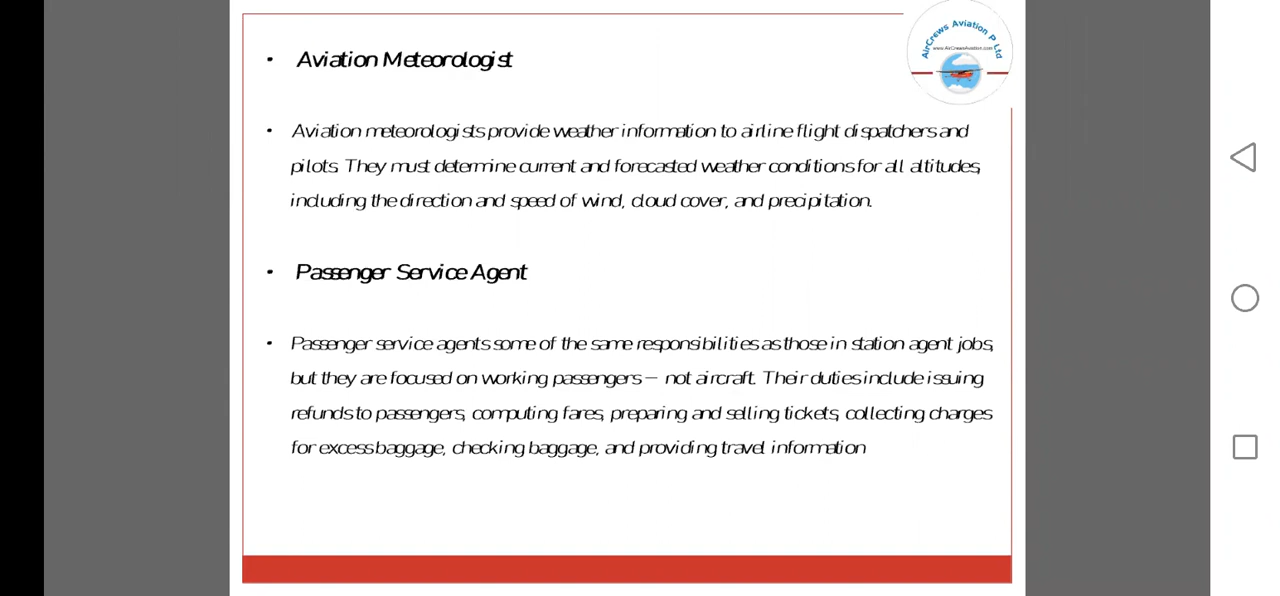 AirCrews Aviation P Ltd
www.AirCrewsAviation.com
• Aviation Meteorologist
• Aviation meteorologists provide weather information to airline flight dispatchers and
pilots. They must determine current and forecasted weather conditions for all altitudes,
including the direction and speed of wind, cloud cover, and precipitation.
• Passenger Service Agent
• Passenger service agents some of the same responsibilities as those in station agent jobs,
but they are focused on working passengers — not aircraft. Their duties include issuing
refunds to passengers, computing fares, preparing and selling tickets, collecting charges
for excess baggage, checking baggage, and providing travel information